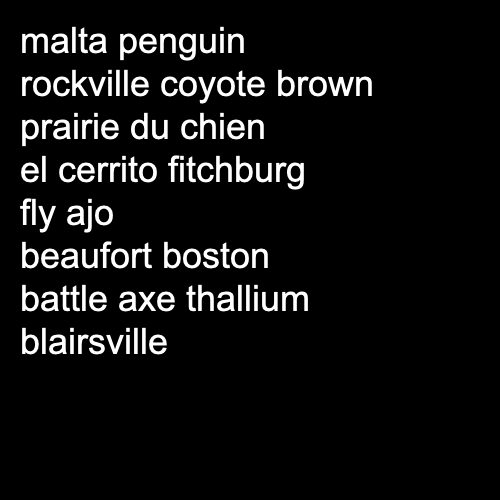 malta penguin
rockville coyote brown
prairie du chien
el cerrito fitchburg
fly ajo
beaufort boston
battle axe thallium
blairsville